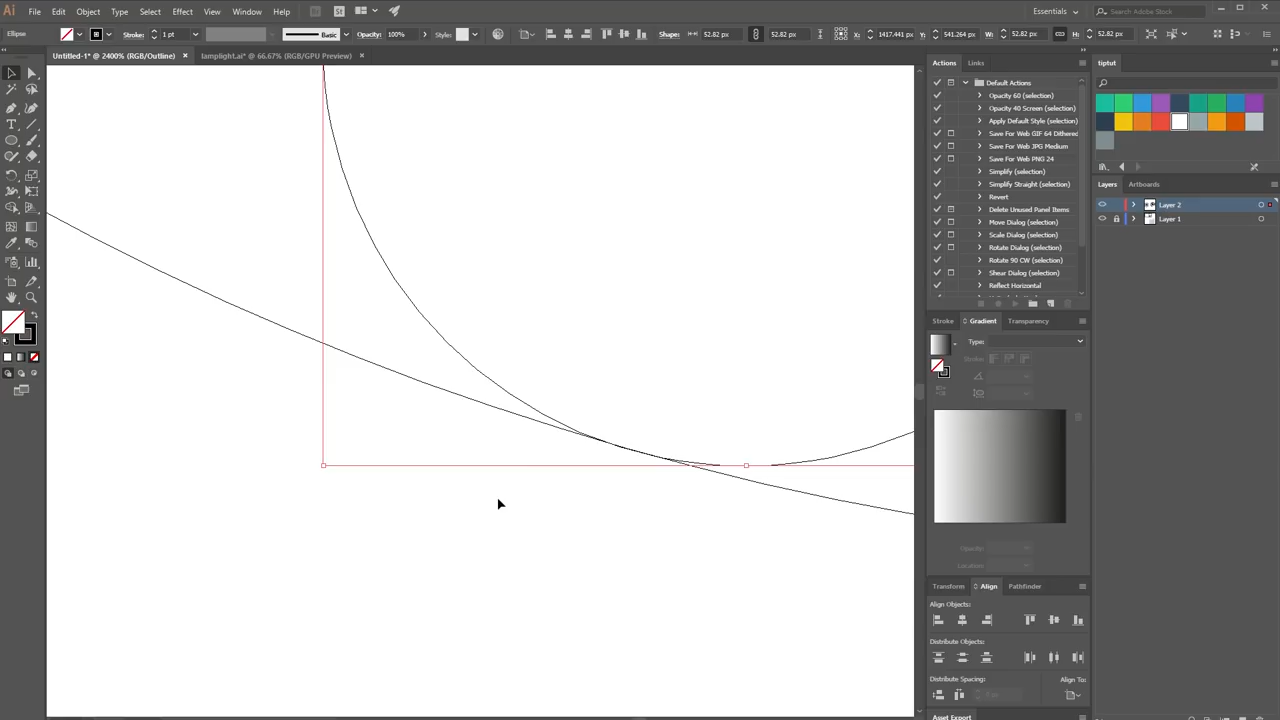 Ai File Edit Object Type Select Effect View Window Help Br St Essentials Search Adobe Stock
Ellipse Stroke: 1 pt Basic Opacity: 100% Style: Shape: 52.82 px 52.82 px X: 1417.441 px Y: 541.264 px W: 52.82 px H: 52.82 px
Untitled-1* @ 2400% (RGB/Outline) × lamplight.ai* @ 66.67% (RGB/GPU Preview) ×
Actions Links
Default Actions
Opacity 60 (selection)
Opacity 40 Screen (selection)
Apply Default Style (selection)
Save For Web GIF 64 Dithered
Save For Web JPG Medium
Save For Web PNG 24
Simplify (selection)
Simplify Straight (selection)
Revert
Delete Unused Panel Items
Move Dialog (selection)
Scale Dialog (selection)
Rotate Dialog (selection)
Rotate 90 CW (selection)
Shear Dialog (selection)
Reflect Horizontal
Stroke Gradient Transparency
Type:
Stroke:
Opacity:
Location:
Transform Align Pathfinder
Align Objects:
Distribute Objects:
Distribute Spacing: Align To:
0 px
Asset Export
tiptut
Layers Artboards
Layer 2
Layer 1